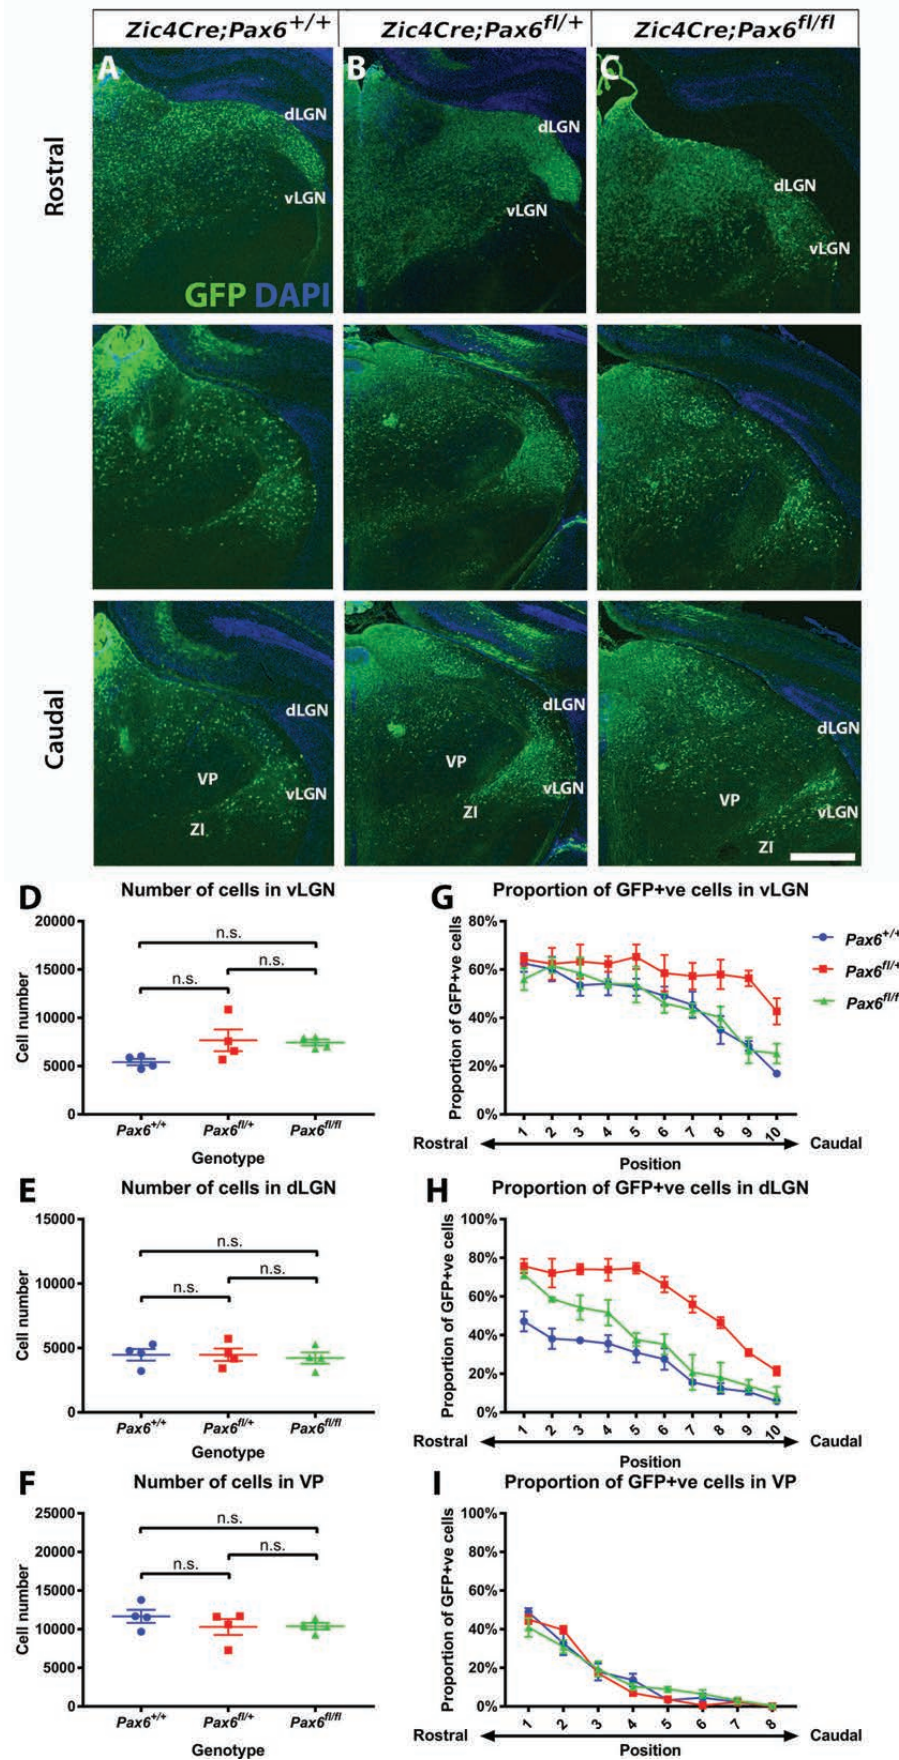 Zic4Cre;Pax6+/+ Zic4Cre;Pax6fl/+ Zic4Cre;Pax6fl/fl
Rostral
A
dLGN
vLGN
GFP DAPI
B
dLGN
vLGN
C
dLGN
vLGN
Caudal
dLGN
VP
vLGN
ZI
dLGN
VP
vLGN
ZI
dLGN
VP
vLGN
ZI
D
Number of cells in vLGN
Cell number
20000
15000
10000
5000
0
n.s.
n.s.
n.s.
Pax6+/+ Pax6fl/+ Pax6fl/fl
Genotype
G
Proportion of GFP+ve cells in vLGN
Proportion of GFP+ve cells
80%
60%
40%
20%
0%
1 2 3 4 5 6 7 8 9 10
Rostral Caudal
Position
Pax6+/+
Pax6fl/+
Pax6fl/fl
E
Number of cells in dLGN
Cell number
15000
10000
5000
0
n.s.
n.s.
n.s.
Pax6+/+ Pax6fl/+ Pax6fl/fl
Genotype
H
Proportion of GFP+ve cells in dLGN
Proportion of GFP+ve cells
100%
80%
60%
40%
20%
0%
1 2 3 4 5 6 7 8 9 10
Rostral Caudal
Position
F
Number of cells in VP
Cell number
25000
20000
15000
10000
5000
0
n.s.
n.s.
n.s.
Pax6+/+ Pax6fl/+ Pax6fl/fl
Genotype
I
Proportion of GFP+ve cells in VP
Proportion of GFP+ve cells
100%
80%
60%
40%
20%
0%
1 2 3 4 5 6 7 8
Rostral Caudal
Position